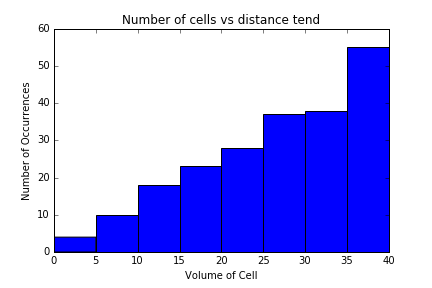 Number of cells vs distance tend
60
50
40
30
20
10
0
Number of Occurrences
0 5 10 15 20 25 30 35 40
Volume of Cell